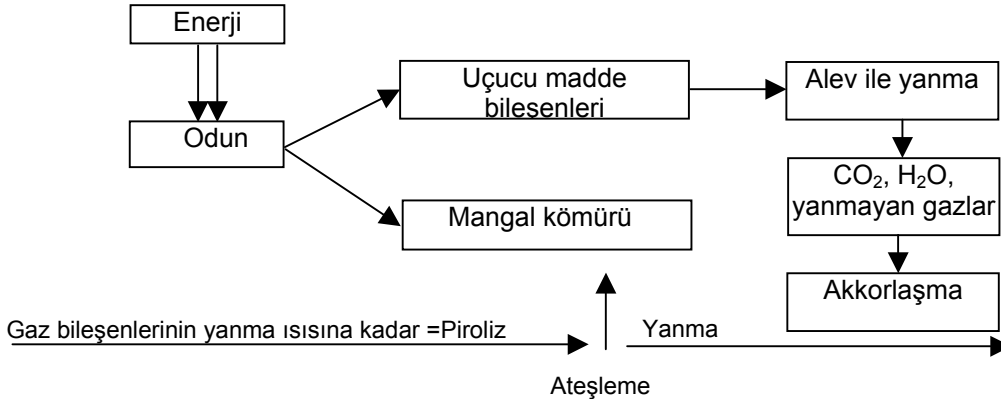 Enerji
Odun
Uçucu madde
bileşenleri
Alev ile yanma
CO₂, H₂O,
yanmayan gazlar
Mangal kömürü
Akkorlaşma
Gaz bileşenlerinin yanma ısısına kadar =Piroliz
Yanma
Ateşleme